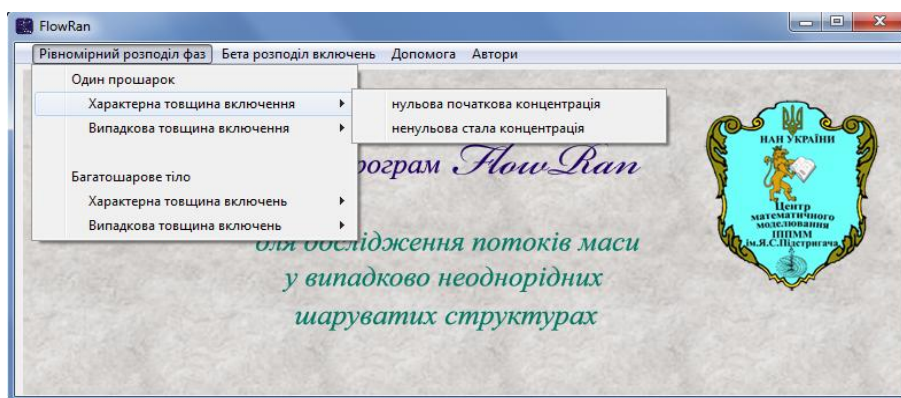 FlowRan
Рівномірний розподіл фаз Бета розподіл включень Допомога Автори
Один прошарок
Характерна товщина включення
Випадкова товщина включення
Багатошарове тіло
Характерна товщина включень
Випадкова товщина включень
нульова початкова концентрація
ненульова стала концентрація
програм FlowRan
для дослідження потоків маси
у випадково неоднорідних
шаруватих структурах
НАН УКРАЇНИ
Центр
математичного
моделювання
ІППММ
ім.Я.С.Підстригача